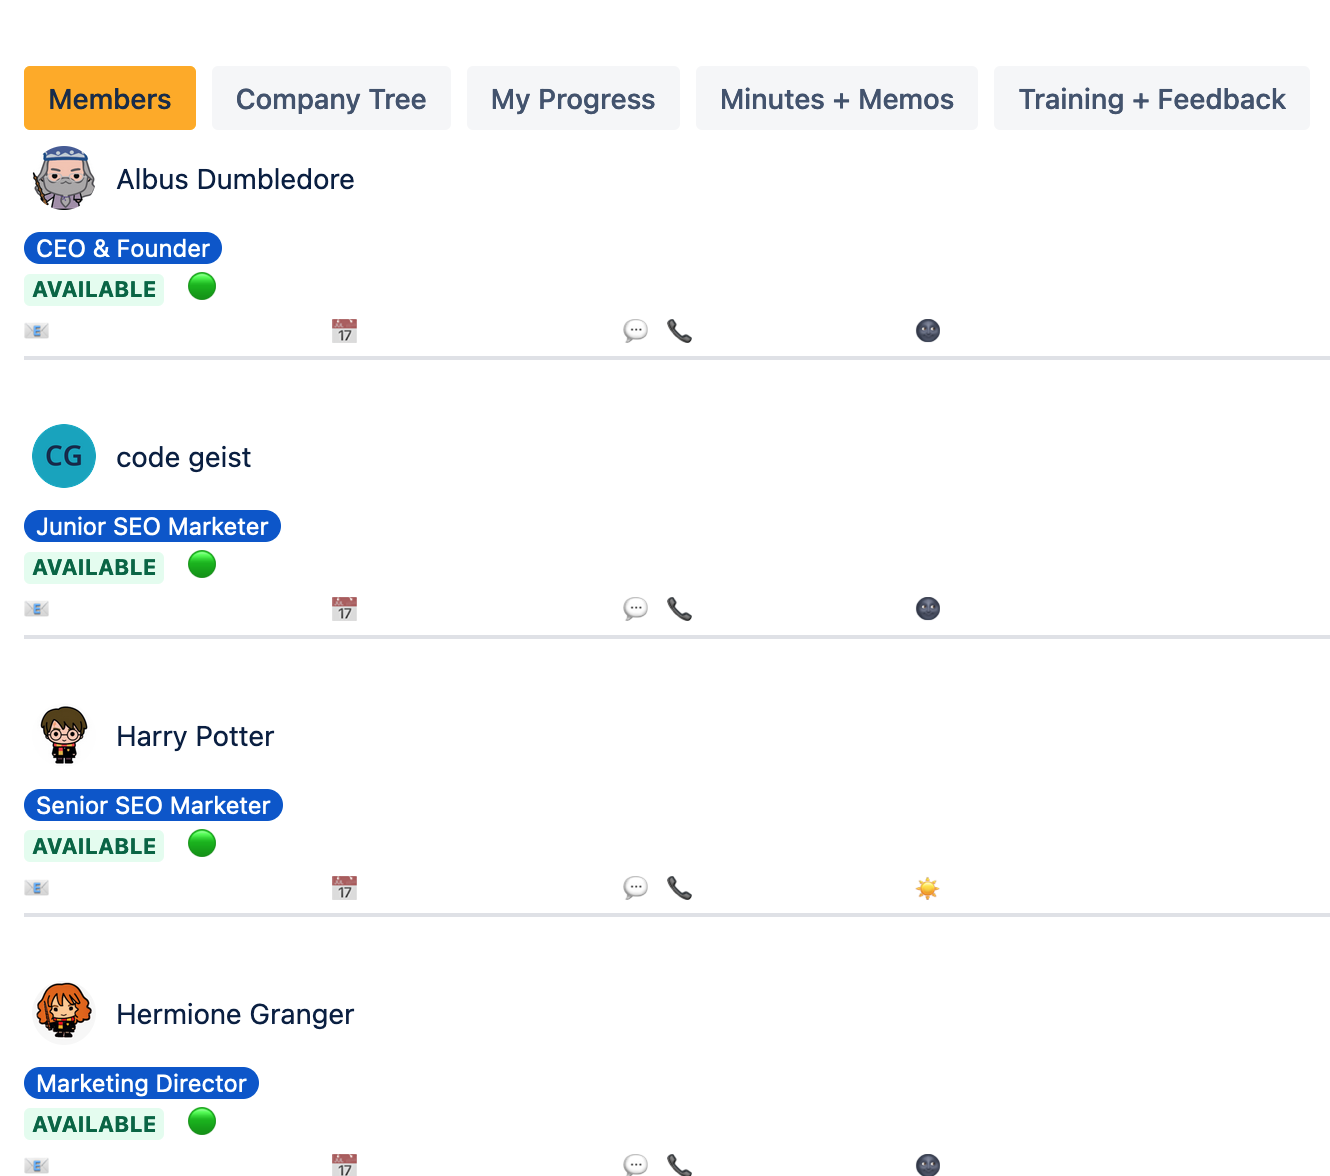 Members Company Tree My Progress Minutes + Memos Training + Feedback
Albus Dumbledore
CEO & Founder
AVAILABLE
17
CG code geist
Junior SEO Marketer
AVAILABLE
17
Harry Potter
Senior SEO Marketer
AVAILABLE
17
Hermione Granger
Marketing Director
AVAILABLE
17